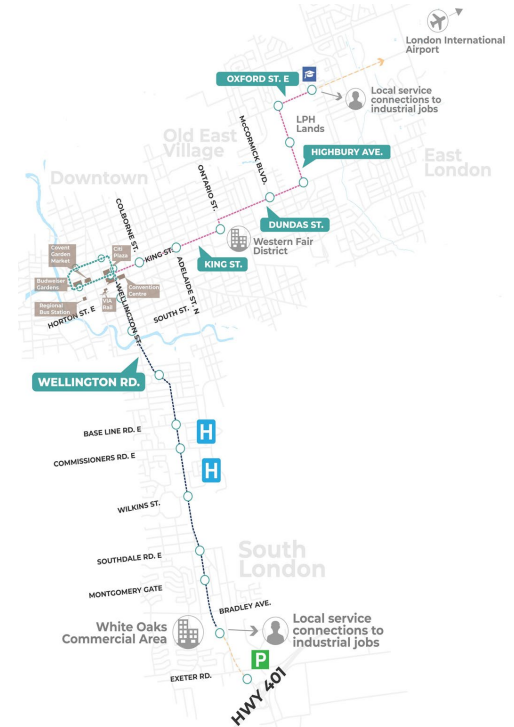 London International
Airport
OXFORD ST. E
Local service
connections to
industrial jobs
LPH
Lands
McCORMICK BLVD.
Old East
Village
HIGHBURY AVE.
East
London
ONTARIO ST.
Downtown
COLBORNE ST.
DUNDAS ST.
Western Fair
District
KING ST.
KING ST.
ADELAIDE ST. N
Covent
Garden
Market
Citi
Plaza
Budweiser
Gardens
Convention
Centre
Regional
Bus Station
VIA
Rail
WELLINGTON ST.
HORTON ST. E
SOUTH ST.
WELLINGTON RD.
BASE LINE RD. E
H
COMMISSIONERS RD. E
H
WILKINS ST.
SOUTHDALE RD. E
South
London
MONTGOMERY GATE
BRADLEY AVE.
White Oaks
Commercial Area
Local service
connections to
industrial jobs
P
EXETER RD.
HWY 401